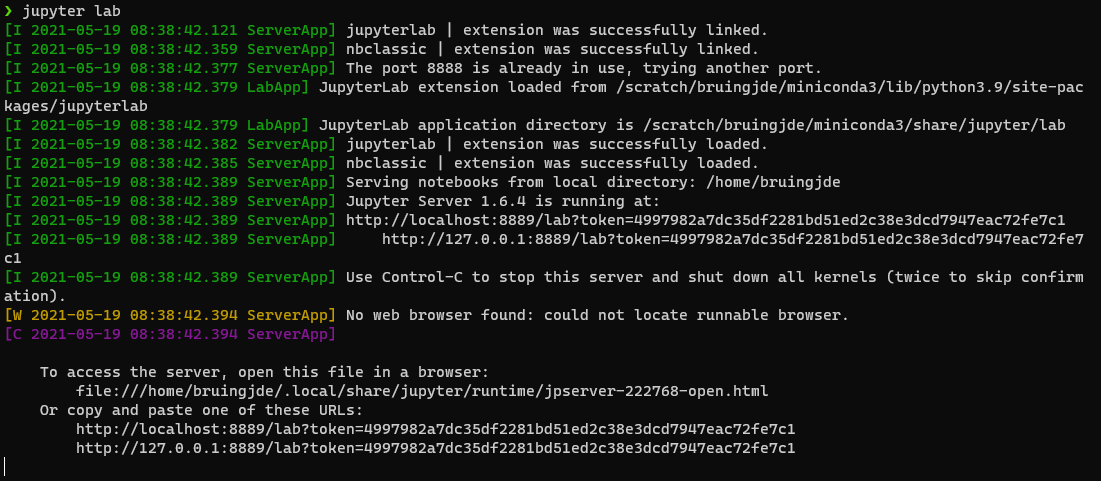 ❯ jupyter lab
[I 2021-05-19 08:38:42.121 ServerApp] jupyterlab | extension was successfully linked.
[I 2021-05-19 08:38:42.359 ServerApp] nbclassic | extension was successfully linked.
[I 2021-05-19 08:38:42.377 ServerApp] The port 8888 is already in use, trying another port.
[I 2021-05-19 08:38:42.379 LabApp] JupyterLab extension loaded from /scratch/bruingjde/miniconda3/lib/python3.9/site-pac
kages/jupyterlab
[I 2021-05-19 08:38:42.379 LabApp] JupyterLab application directory is /scratch/bruingjde/miniconda3/share/jupyter/lab
[I 2021-05-19 08:38:42.382 ServerApp] jupyterlab | extension was successfully loaded.
[I 2021-05-19 08:38:42.385 ServerApp] nbclassic | extension was successfully loaded.
[I 2021-05-19 08:38:42.389 ServerApp] Serving notebooks from local directory: /home/bruingjde
[I 2021-05-19 08:38:42.389 ServerApp] Jupyter Server 1.6.4 is running at:
[I 2021-05-19 08:38:42.389 ServerApp] http://localhost:8889/lab?token=4997982a7dc35df2281bd51ed2c38e3dcd7947eac72fe7c1
[I 2021-05-19 08:38:42.389 ServerApp]     http://127.0.0.1:8889/lab?token=4997982a7dc35df2281bd51ed2c38e3dcd7947eac72fe7
c1
[I 2021-05-19 08:38:42.389 ServerApp] Use Control-C to stop this server and shut down all kernels (twice to skip confirm
ation).
[W 2021-05-19 08:38:42.394 ServerApp] No web browser found: could not locate runnable browser.
[C 2021-05-19 08:38:42.394 ServerApp]
    To access the server, open this file in a browser:
        file:///home/bruingjde/.local/share/jupyter/runtime/jpserver-222768-open.html
    Or copy and paste one of these URLs:
        http://localhost:8889/lab?token=4997982a7dc35df2281bd51ed2c38e3dcd7947eac72fe7c1
        http://127.0.0.1:8889/lab?token=4997982a7dc35df2281bd51ed2c38e3dcd7947eac72fe7c1